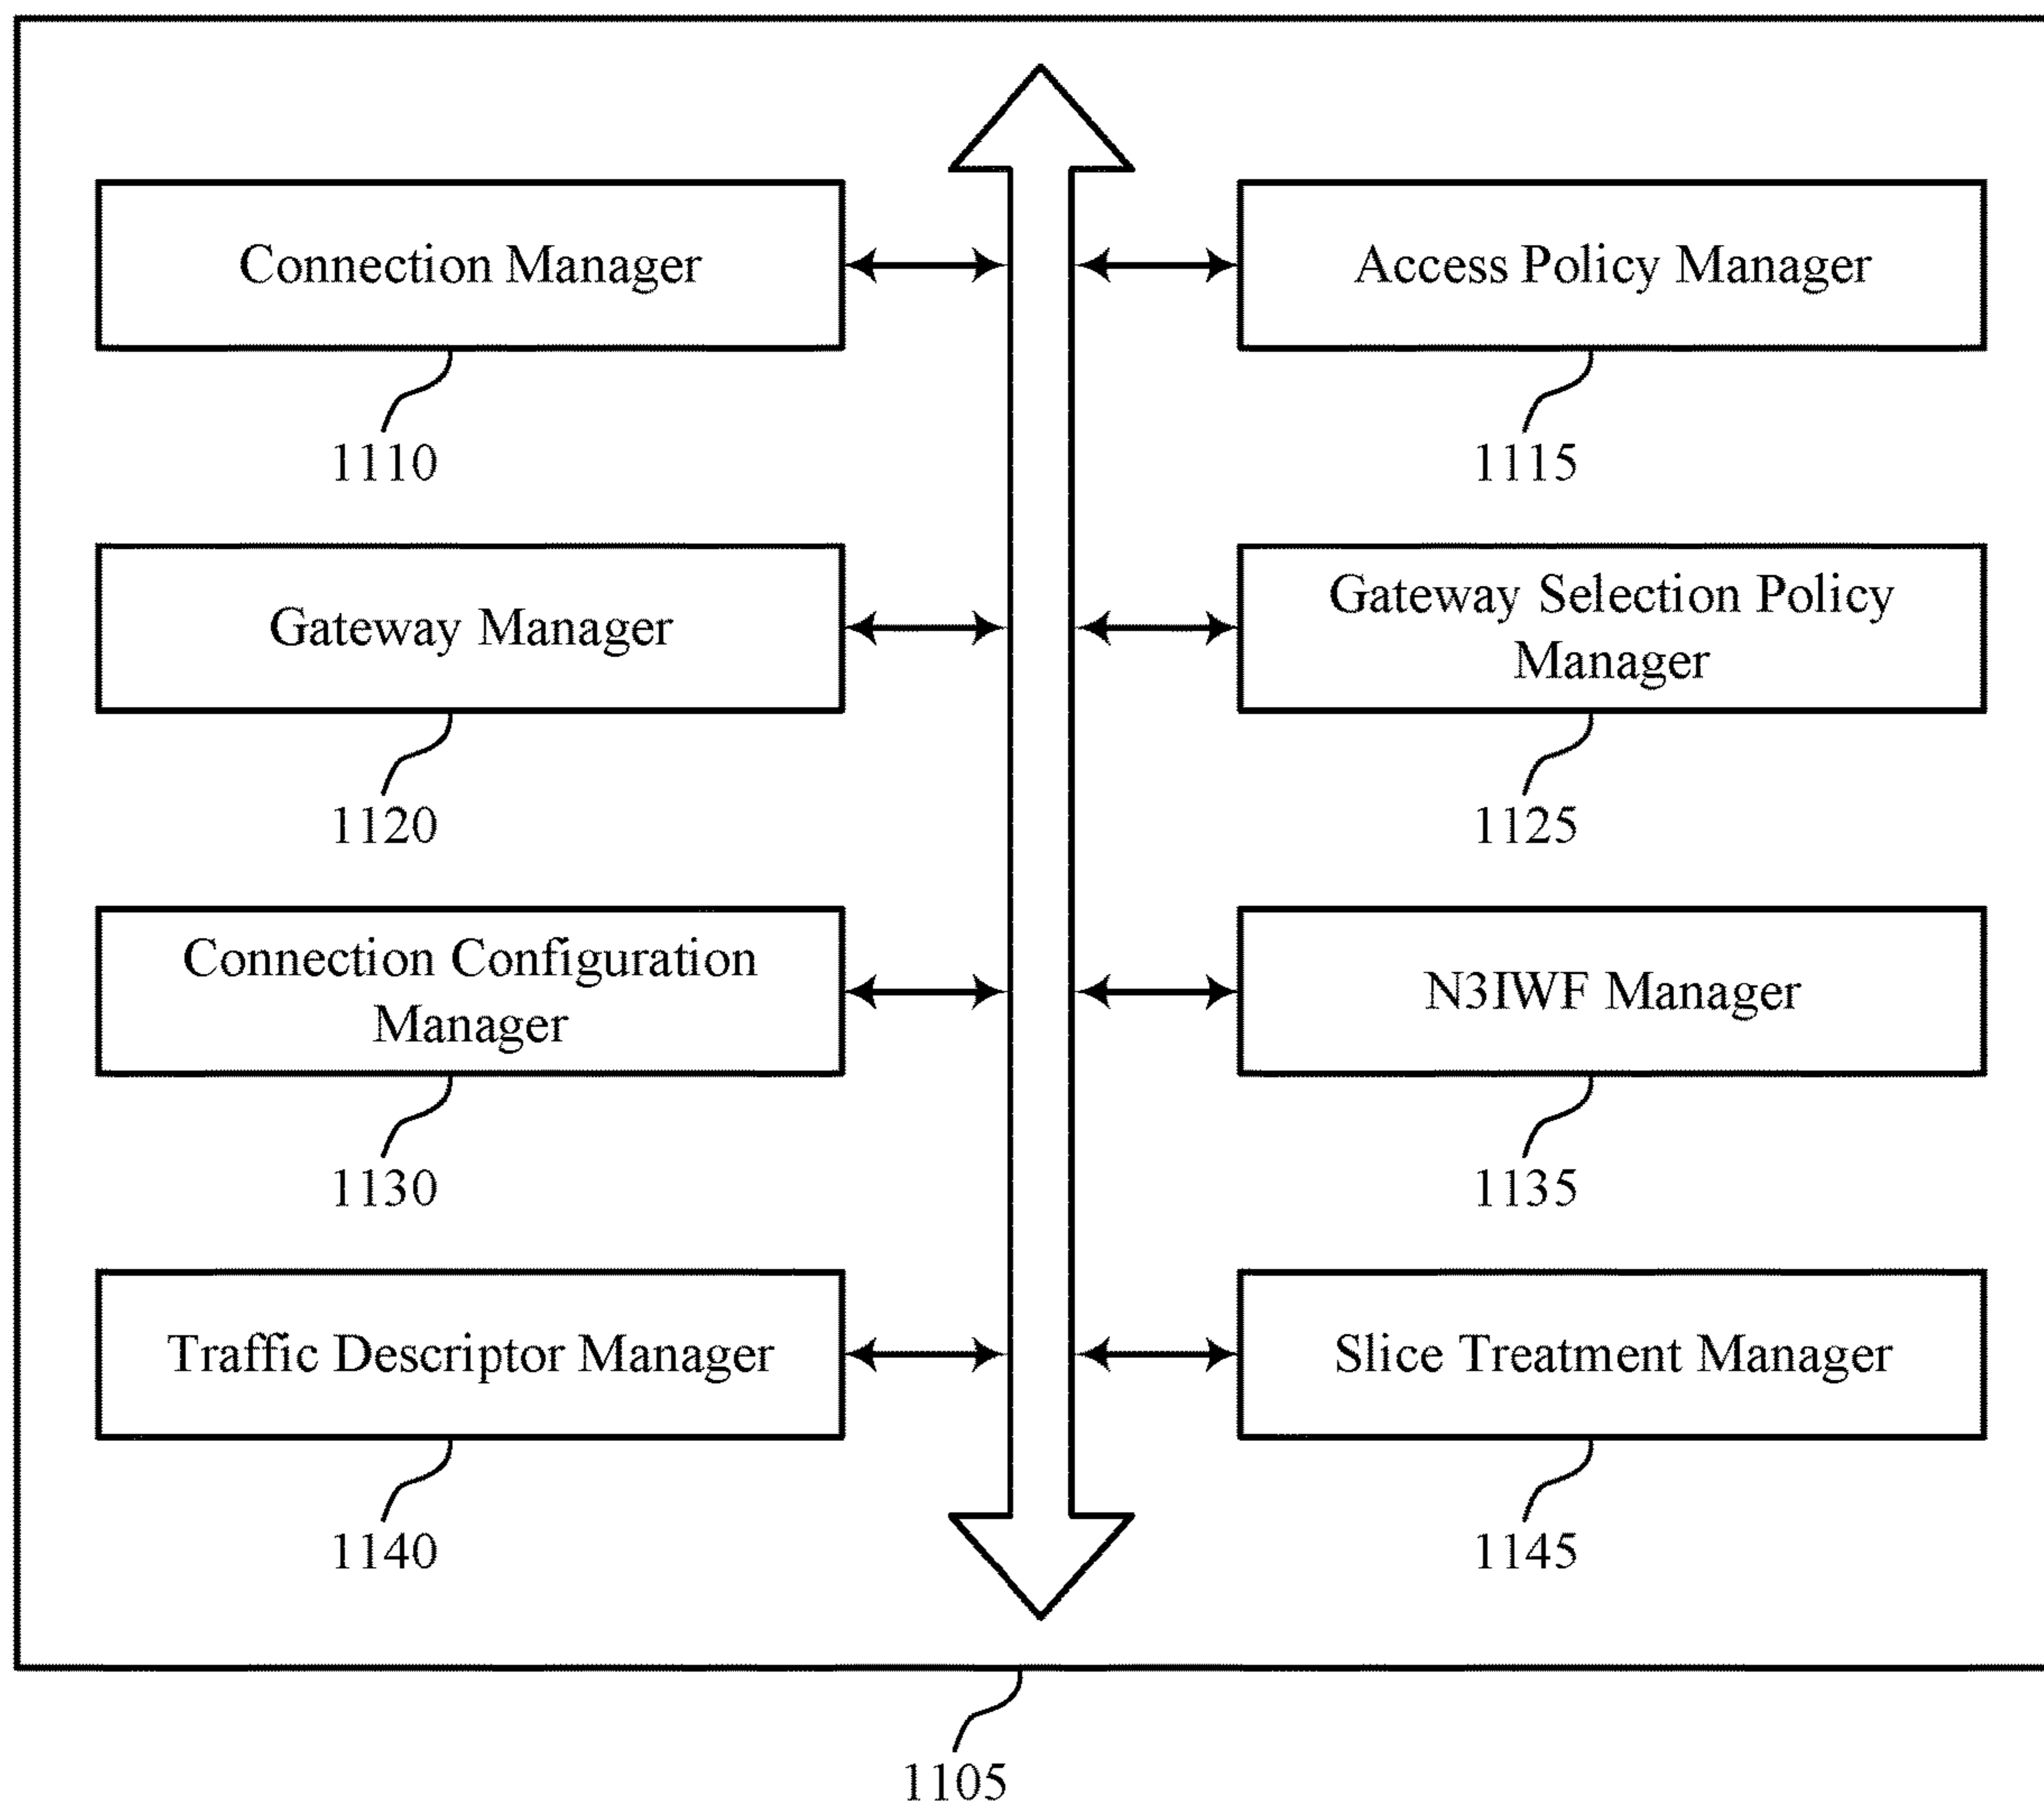 Connection Manager
Access Policy Manager
1110
1115
Gateway Manager
Gateway Selection Policy
Manager
1120
1125
Connection Configuration
Manager
N3IWF Manager
1130
1135
Traffic Descriptor Manager
Slice Treatment Manager
1140
1145
1105